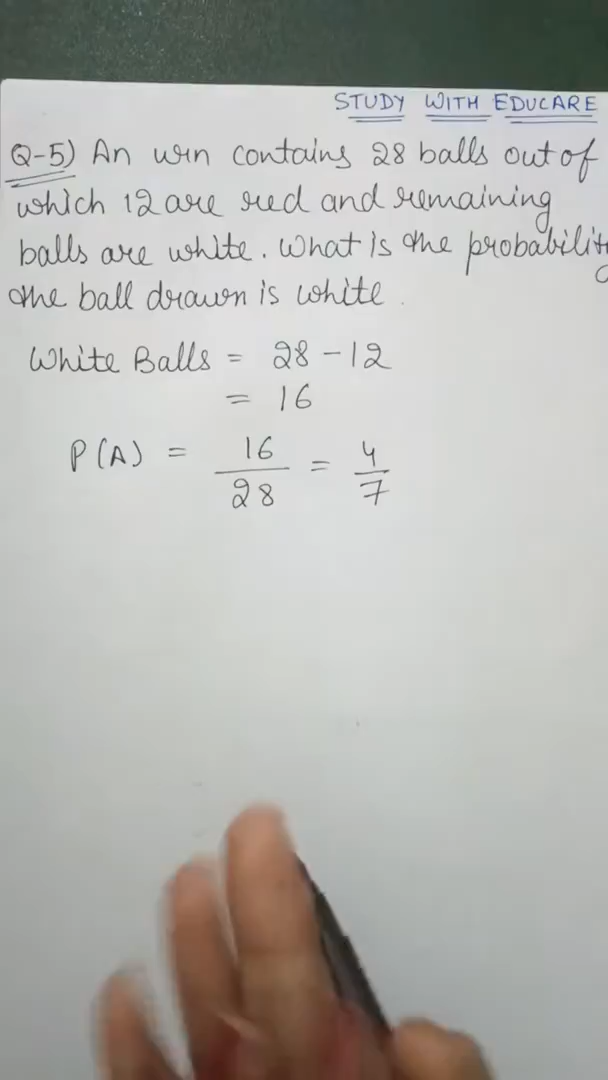 STUDY WITH EDUCARE
Q-5) An urn contains 28 balls out of
which 12 are red and remaining
balls are white. What is the probability
the ball drawn is white.
White Balls = 28 - 12
= 16
P(A) = 16/28 = 4/7